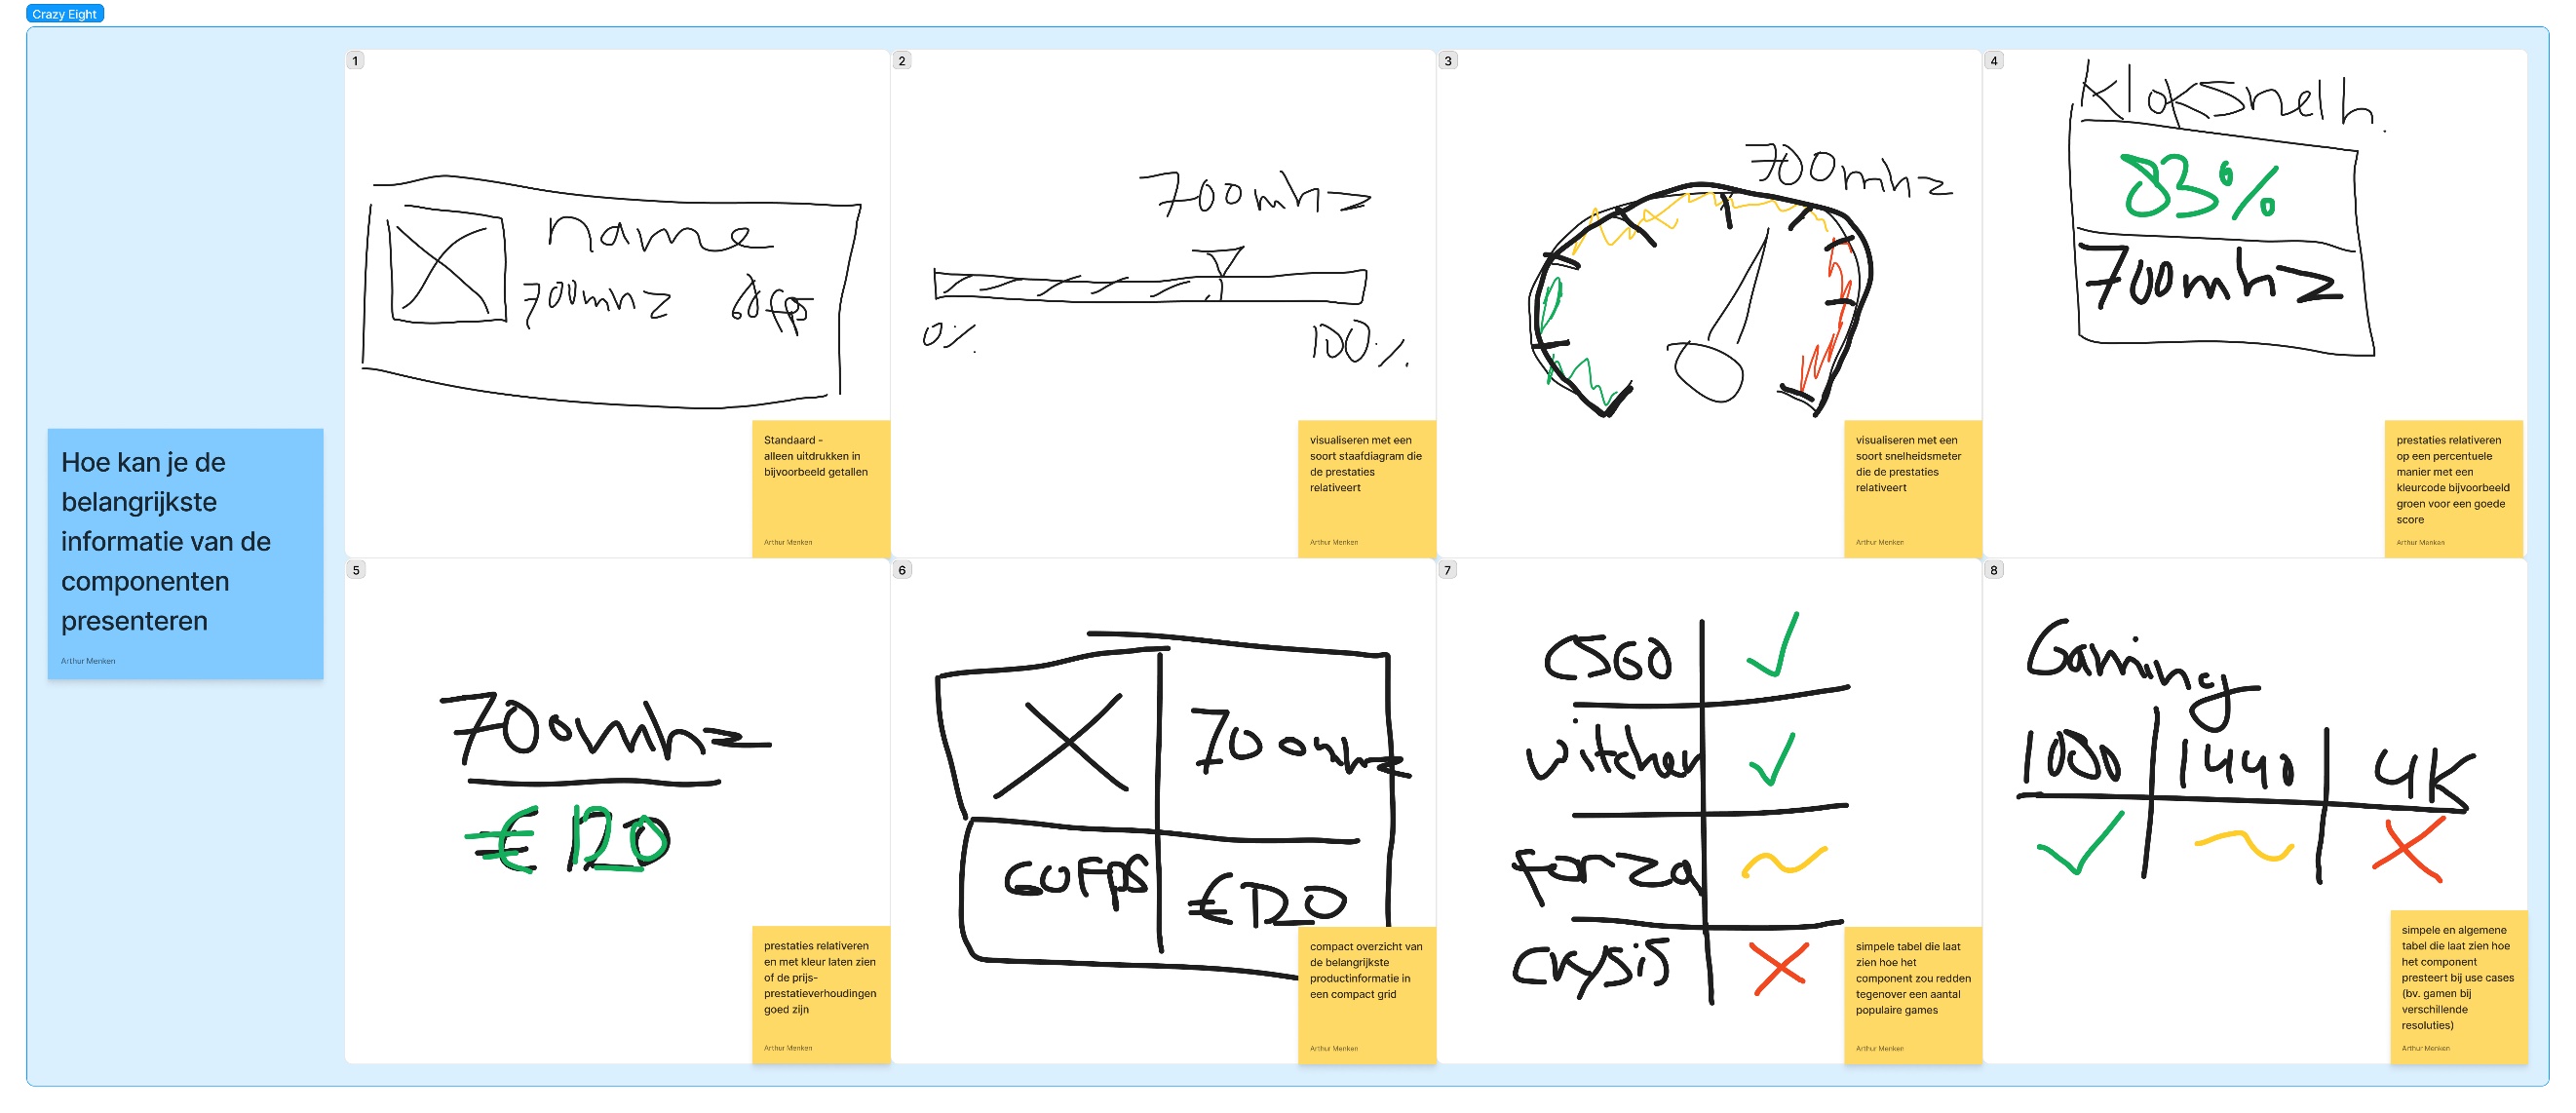 Crazy Eight
Hoe kan je de
belangrijkste
informatie van de
componenten
presenteren
Arthur Menken
1
name
700mhz 60fps
Standaard -
alleen uitdrukken in
bijvoorbeeld getallen
Arthur Menken
2
700mhz
0%
100%
visualiseren met een
soort staafdiagram die
de prestaties
relativeert
Arthur Menken
3
700mhz
visualiseren met een
soort snelheidsmeter
die de prestaties
relativeert
Arthur Menken
4
kloksnelh.
83%
700mhz
prestaties relativeren
op een percentuele
manier met een
kleurcode bijvoorbeeld
groen voor een goede
score
Arthur Menken
5
700mhz
€120
prestaties relativeren
en met kleur laten zien
of de prijs-
prestatieverhoudingen
goed zijn
Arthur Menken
6
700mhz
60FPS
€120
compact overzicht van
de belangrijkste
productinformatie in
een compact grid
Arthur Menken
7
CSGO
witcher
forza
crysis
simpele tabel die laat
zien hoe het
component zou redden
tegenover een aantal
populaire games
Arthur Menken
8
Gaming
1080 1440 4K
simpele en algemene
tabel die laat zien hoe
het component
presteert bij use cases
(bv. gamen bij
verschillende
resoluties)
Arthur Menken